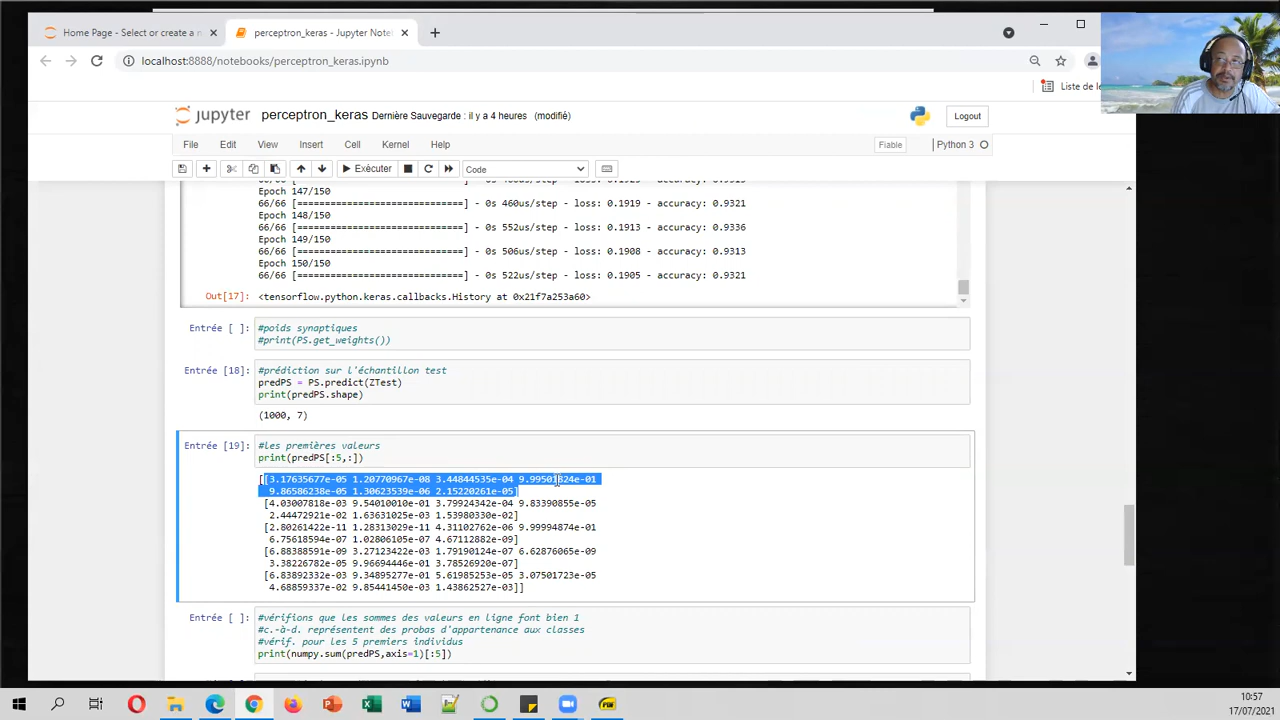 Home Page - Select or create a n
perceptron_keras - Jupyter Note
localhost:8888/notebooks/perceptron_keras.ipynb
Liste de le
jupyter perceptron_keras Dernière sauvegarde : il y a 4 heures (modifié)
Logout
File Edit View Insert Cell Kernel Help
Fiable Python 3
Exécuter Code
Epoch 147/150
66/66 [==============================] - 0s 460us/step - loss: 0.1919 - accuracy: 0.9321
Epoch 148/150
66/66 [==============================] - 0s 552us/step - loss: 0.1913 - accuracy: 0.9336
Epoch 149/150
66/66 [==============================] - 0s 506us/step - loss: 0.1908 - accuracy: 0.9313
Epoch 150/150
66/66 [==============================] - 0s 522us/step - loss: 0.1905 - accuracy: 0.9321
Out[17]: <tensorflow.python.keras.callbacks.History at 0x21f7a253a60>
Entrée [ ]: #poids synaptiques
#print(PS.get_weights())
Entrée [18]: #prédiction sur l'échantillon test
predPS = PS.predict(ZTest)
print(predPS.shape)
(1000, 7)
Entrée [19]: #les premières valeurs
print(predPS[:5,:])
[[3.17635677e-05 1.20770967e-08 3.44844535e-04 9.99501824e-01
9.86586238e-05 1.30623539e-06 2.15220261e-05]
[4.03007818e-03 9.54010010e-01 3.79924342e-04 9.83390855e-05
2.44472921e-02 1.63631025e-03 1.53980330e-02]
[2.80261422e-11 1.28313029e-11 4.31102762e-06 9.99994874e-01
6.75618594e-07 1.02806105e-07 4.67112882e-09]
[6.88388591e-09 3.27123422e-03 1.79190124e-07 6.62876065e-09
3.38226782e-05 9.96694446e-01 3.78526920e-07]
[6.83892332e-03 9.34895277e-01 5.61985253e-05 3.07501723e-05
4.68859337e-02 9.85441450e-03 1.43862527e-03]]
Entrée [ ]: #vérifions que les sommes des valeurs en ligne font bien 1
#c.-à-d. représentent des probas d'appartenance aux classes
#vérif. pour les 5 premiers individus
print(numpy.sum(predPS,axis=1)[:5])
10:57
17/07/2021